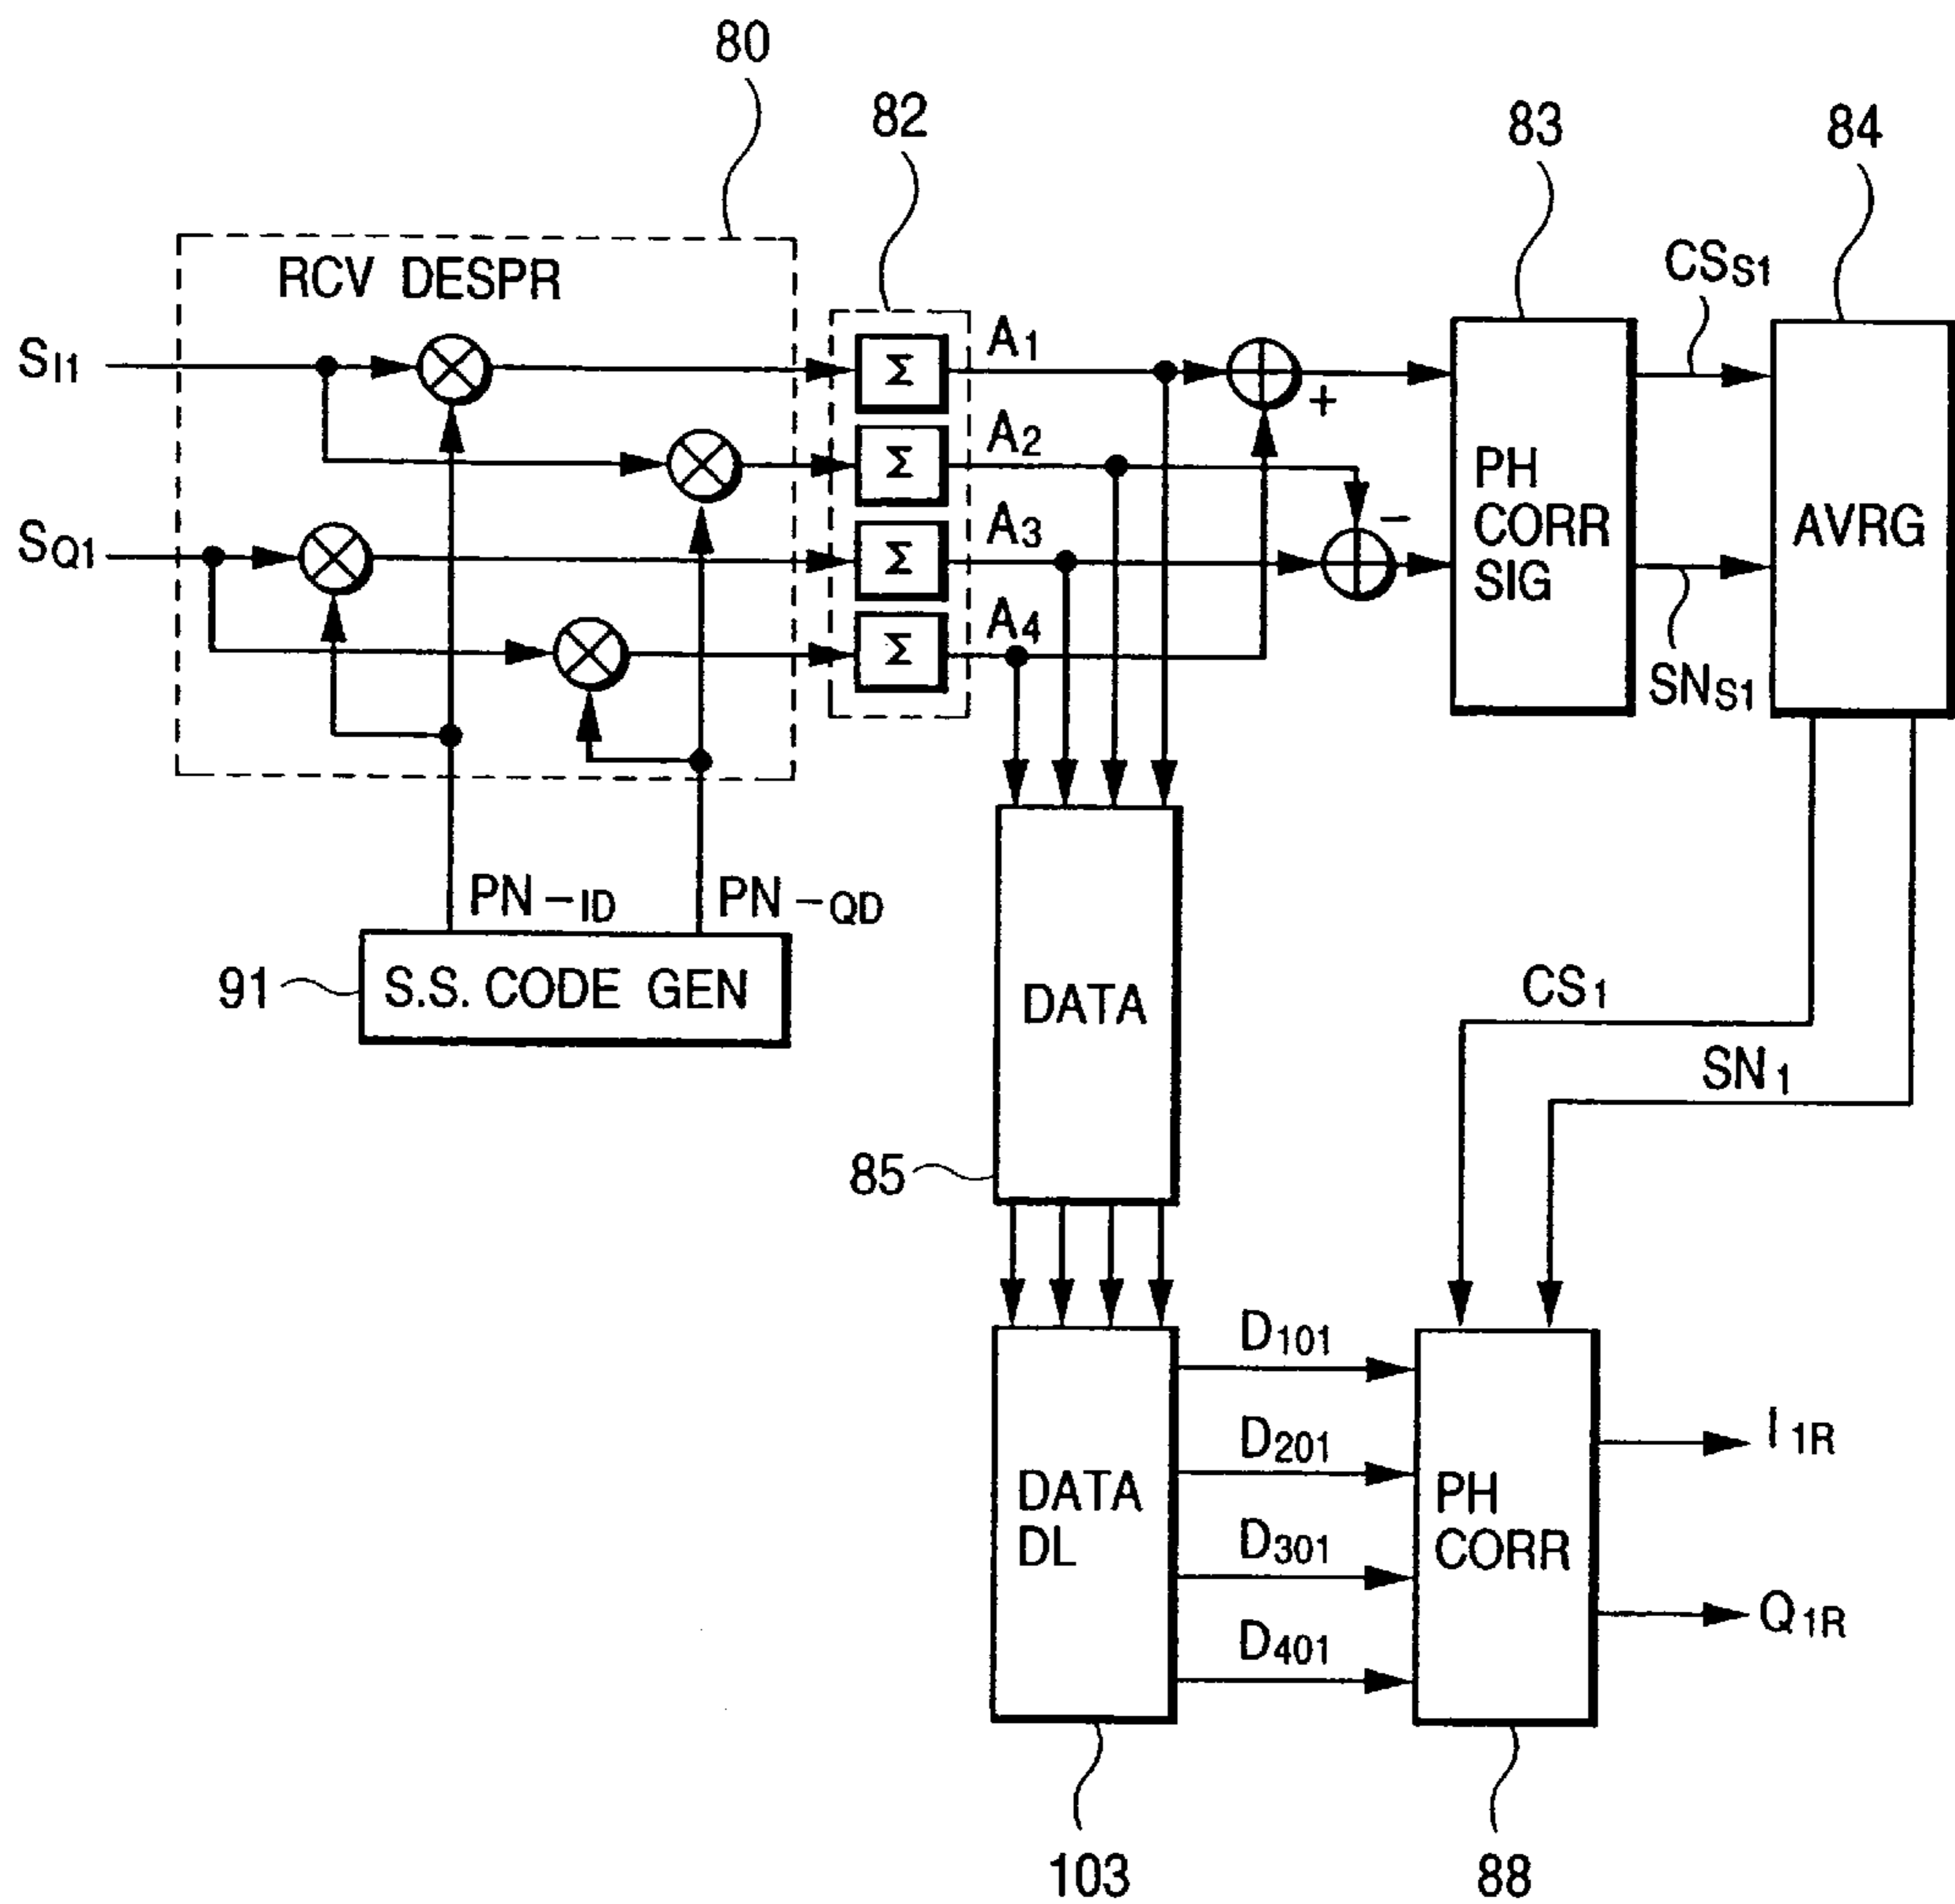 80
82
83
84
RCV DESPR
CSS1
SI1
Σ
A1
+
Σ
A2
PH
CORR
SIG
-
AVRG
SQ1
Σ
A3
Σ
A4
SNS1
PN-ID
PN-QD
91
S.S. CODE GEN
DATA
CS1
SN1
85
D101
D201
D301
D401
DATA
DL
PH
CORR
I1R
Q1R
103
88